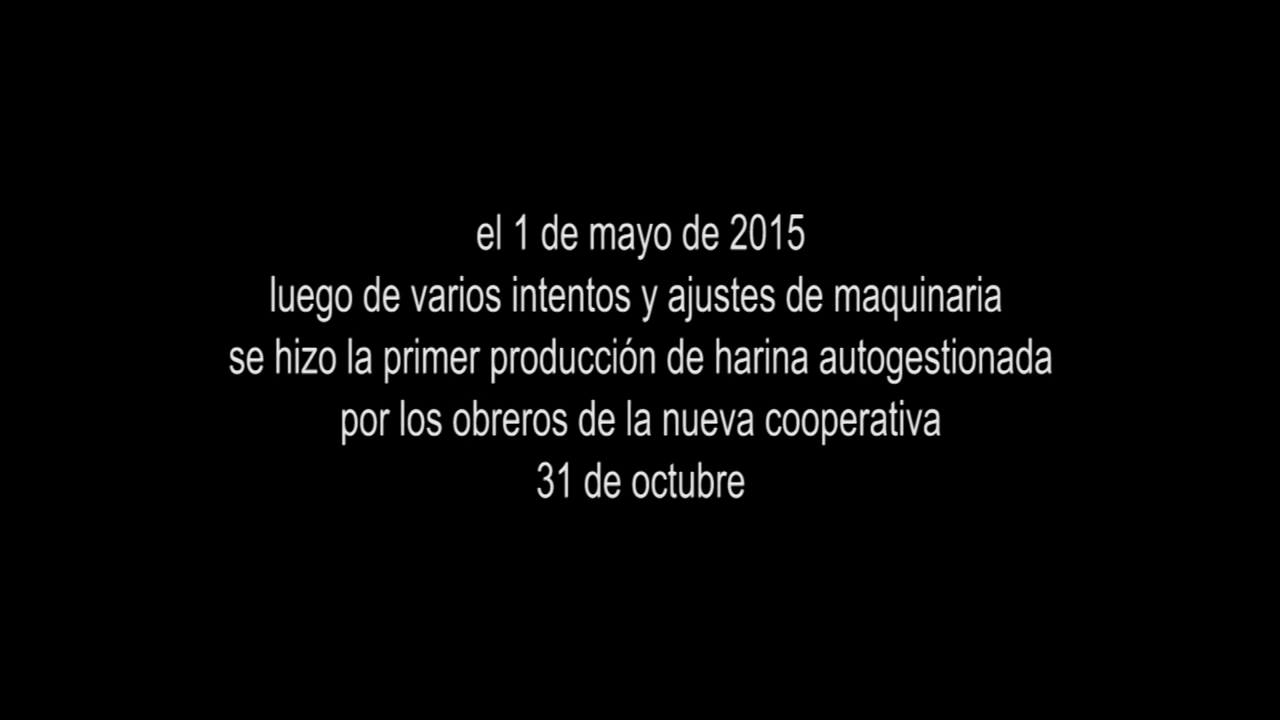 el 1 de mayo de 2015
luego de varios intentos y ajustes de maquinaria
se hizo la primer producción de harina autogestionada
por los obreros de la nueva cooperativa
31 de octubre